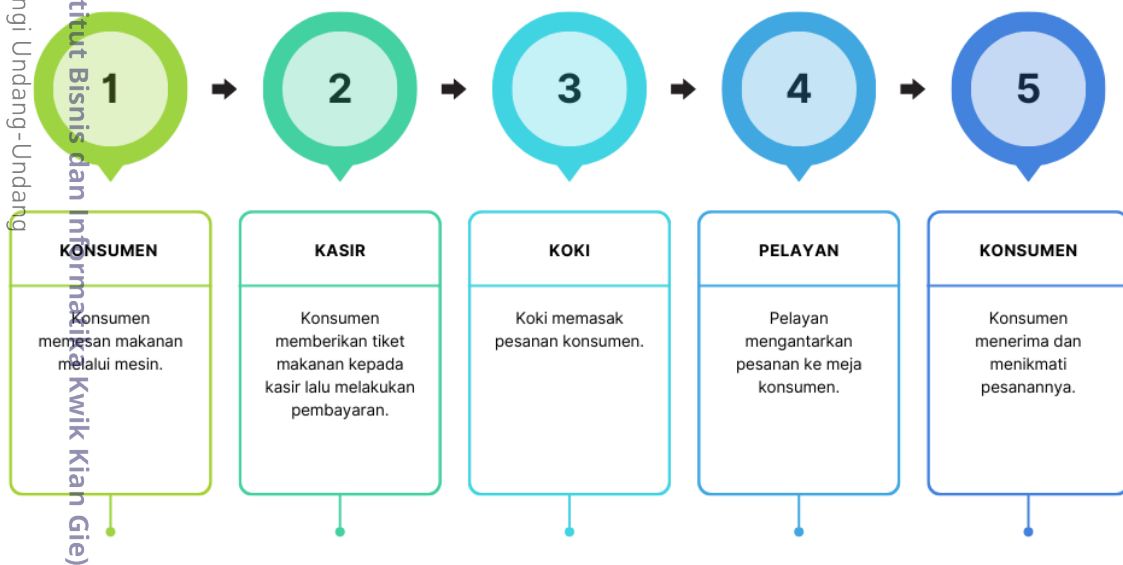 1
2
3
4
5
KONSUMEN
Konsumen
memesan makanan
melalui mesin.
KASIR
Konsumen
memberikan tiket
makanan kepada
kasir lalu melakukan
pembayaran.
KOKI
Koki memasak
pesanan konsumen.
PELAYAN
Pelayan
mengantarkan
pesanan ke meja
konsumen.
KONSUMEN
Konsumen
menerima dan
menikmati
pesanannya.
Bisnis dan Informatika Kwik Kian Gie)
Undang-Undang